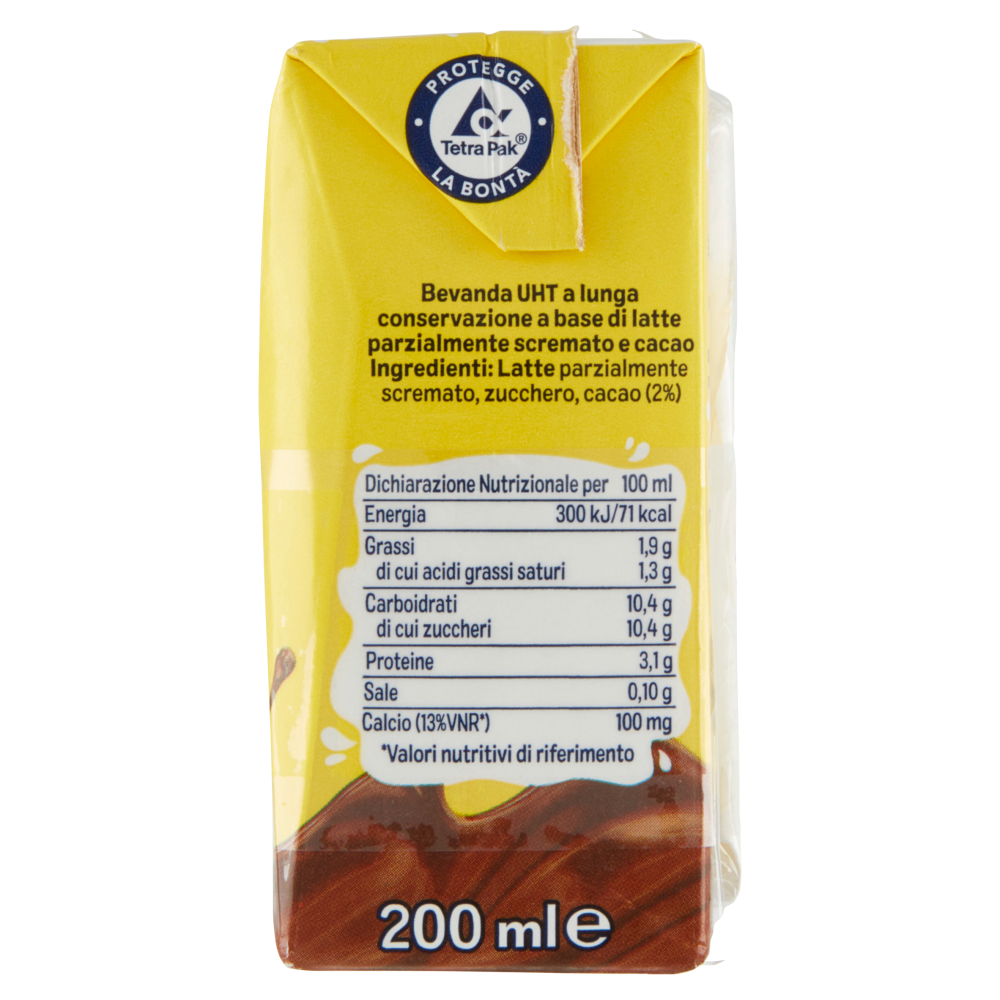 PROTEGGE
Tetra Pak®
LA BONTÀ
Bevanda UHT a lunga
conservazione a base di latte
parzialmente scremato e cacao
Ingredienti: Latte parzialmente
scremato, zucchero, cacao (2%)
Dichiarazione Nutrizionale per 100 ml
Energia 300 kJ/71 kcal
Grassi 1,9 g
di cui acidi grassi saturi 1,3 g
Carboidrati 10,4 g
di cui zuccheri 10,4 g
Proteine 3,1 g
Sale 0,10 g
Calcio (13%VNR*) 100 mg
*Valori nutritivi di riferimento
200 ml e